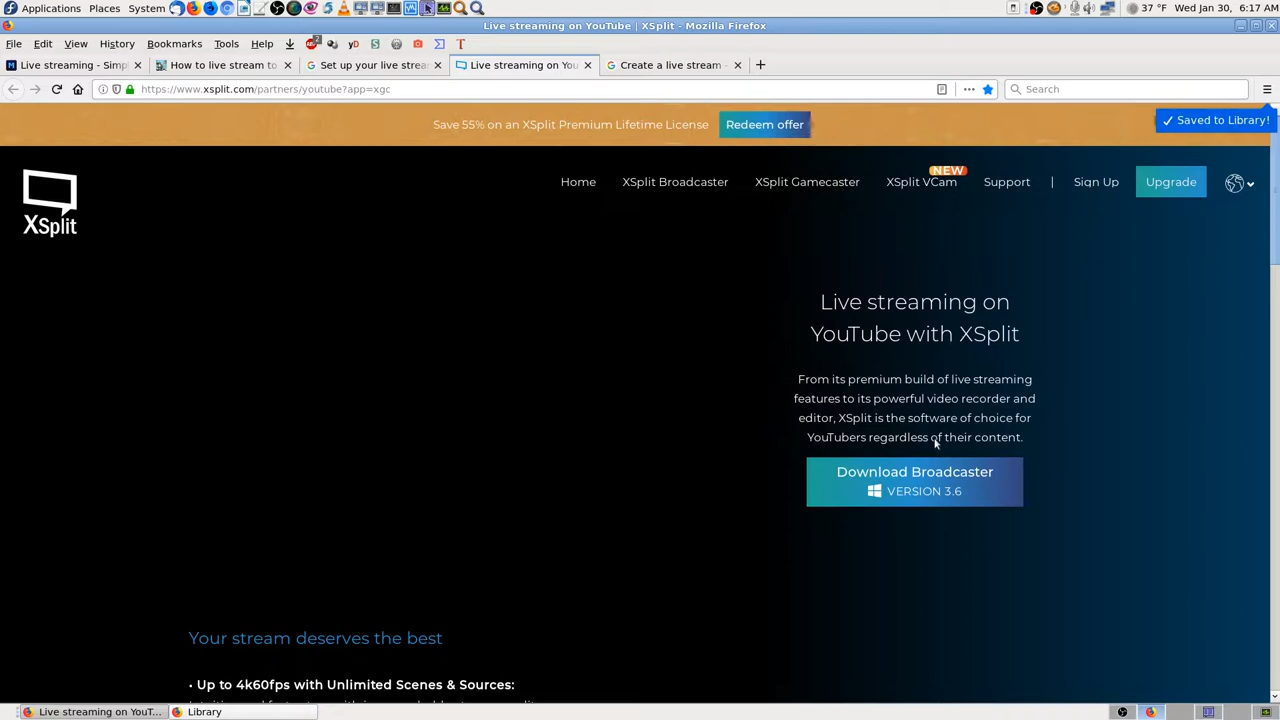 Applications Places System 37 °F Wed Jan 30, 6:17 AM
Live streaming on YouTube | XSplit - Mozilla Firefox
File Edit View History Bookmarks Tools Help 2 yD S Σ T
Live streaming - Simpl How to live stream to Set up your live strea Live streaming on You Create a live stream -
https://www.xsplit.com/partners/youtube?app=xgc Search
Save 55% on an XSplit Premium Lifetime License Redeem offer
✓ Saved to Library!
NEW
XSplit
Home XSplit Broadcaster XSplit Gamecaster XSplit VCam Support | Sign Up Upgrade
Live streaming on
YouTube with XSplit
From its premium build of live streaming
features to its powerful video recorder and
editor, XSplit is the software of choice for
YouTubers regardless of their content.
Download Broadcaster
VERSION 3.6
Your stream deserves the best
• Up to 4k60fps with Unlimited Scenes & Sources:
Live streaming on YouT... Library